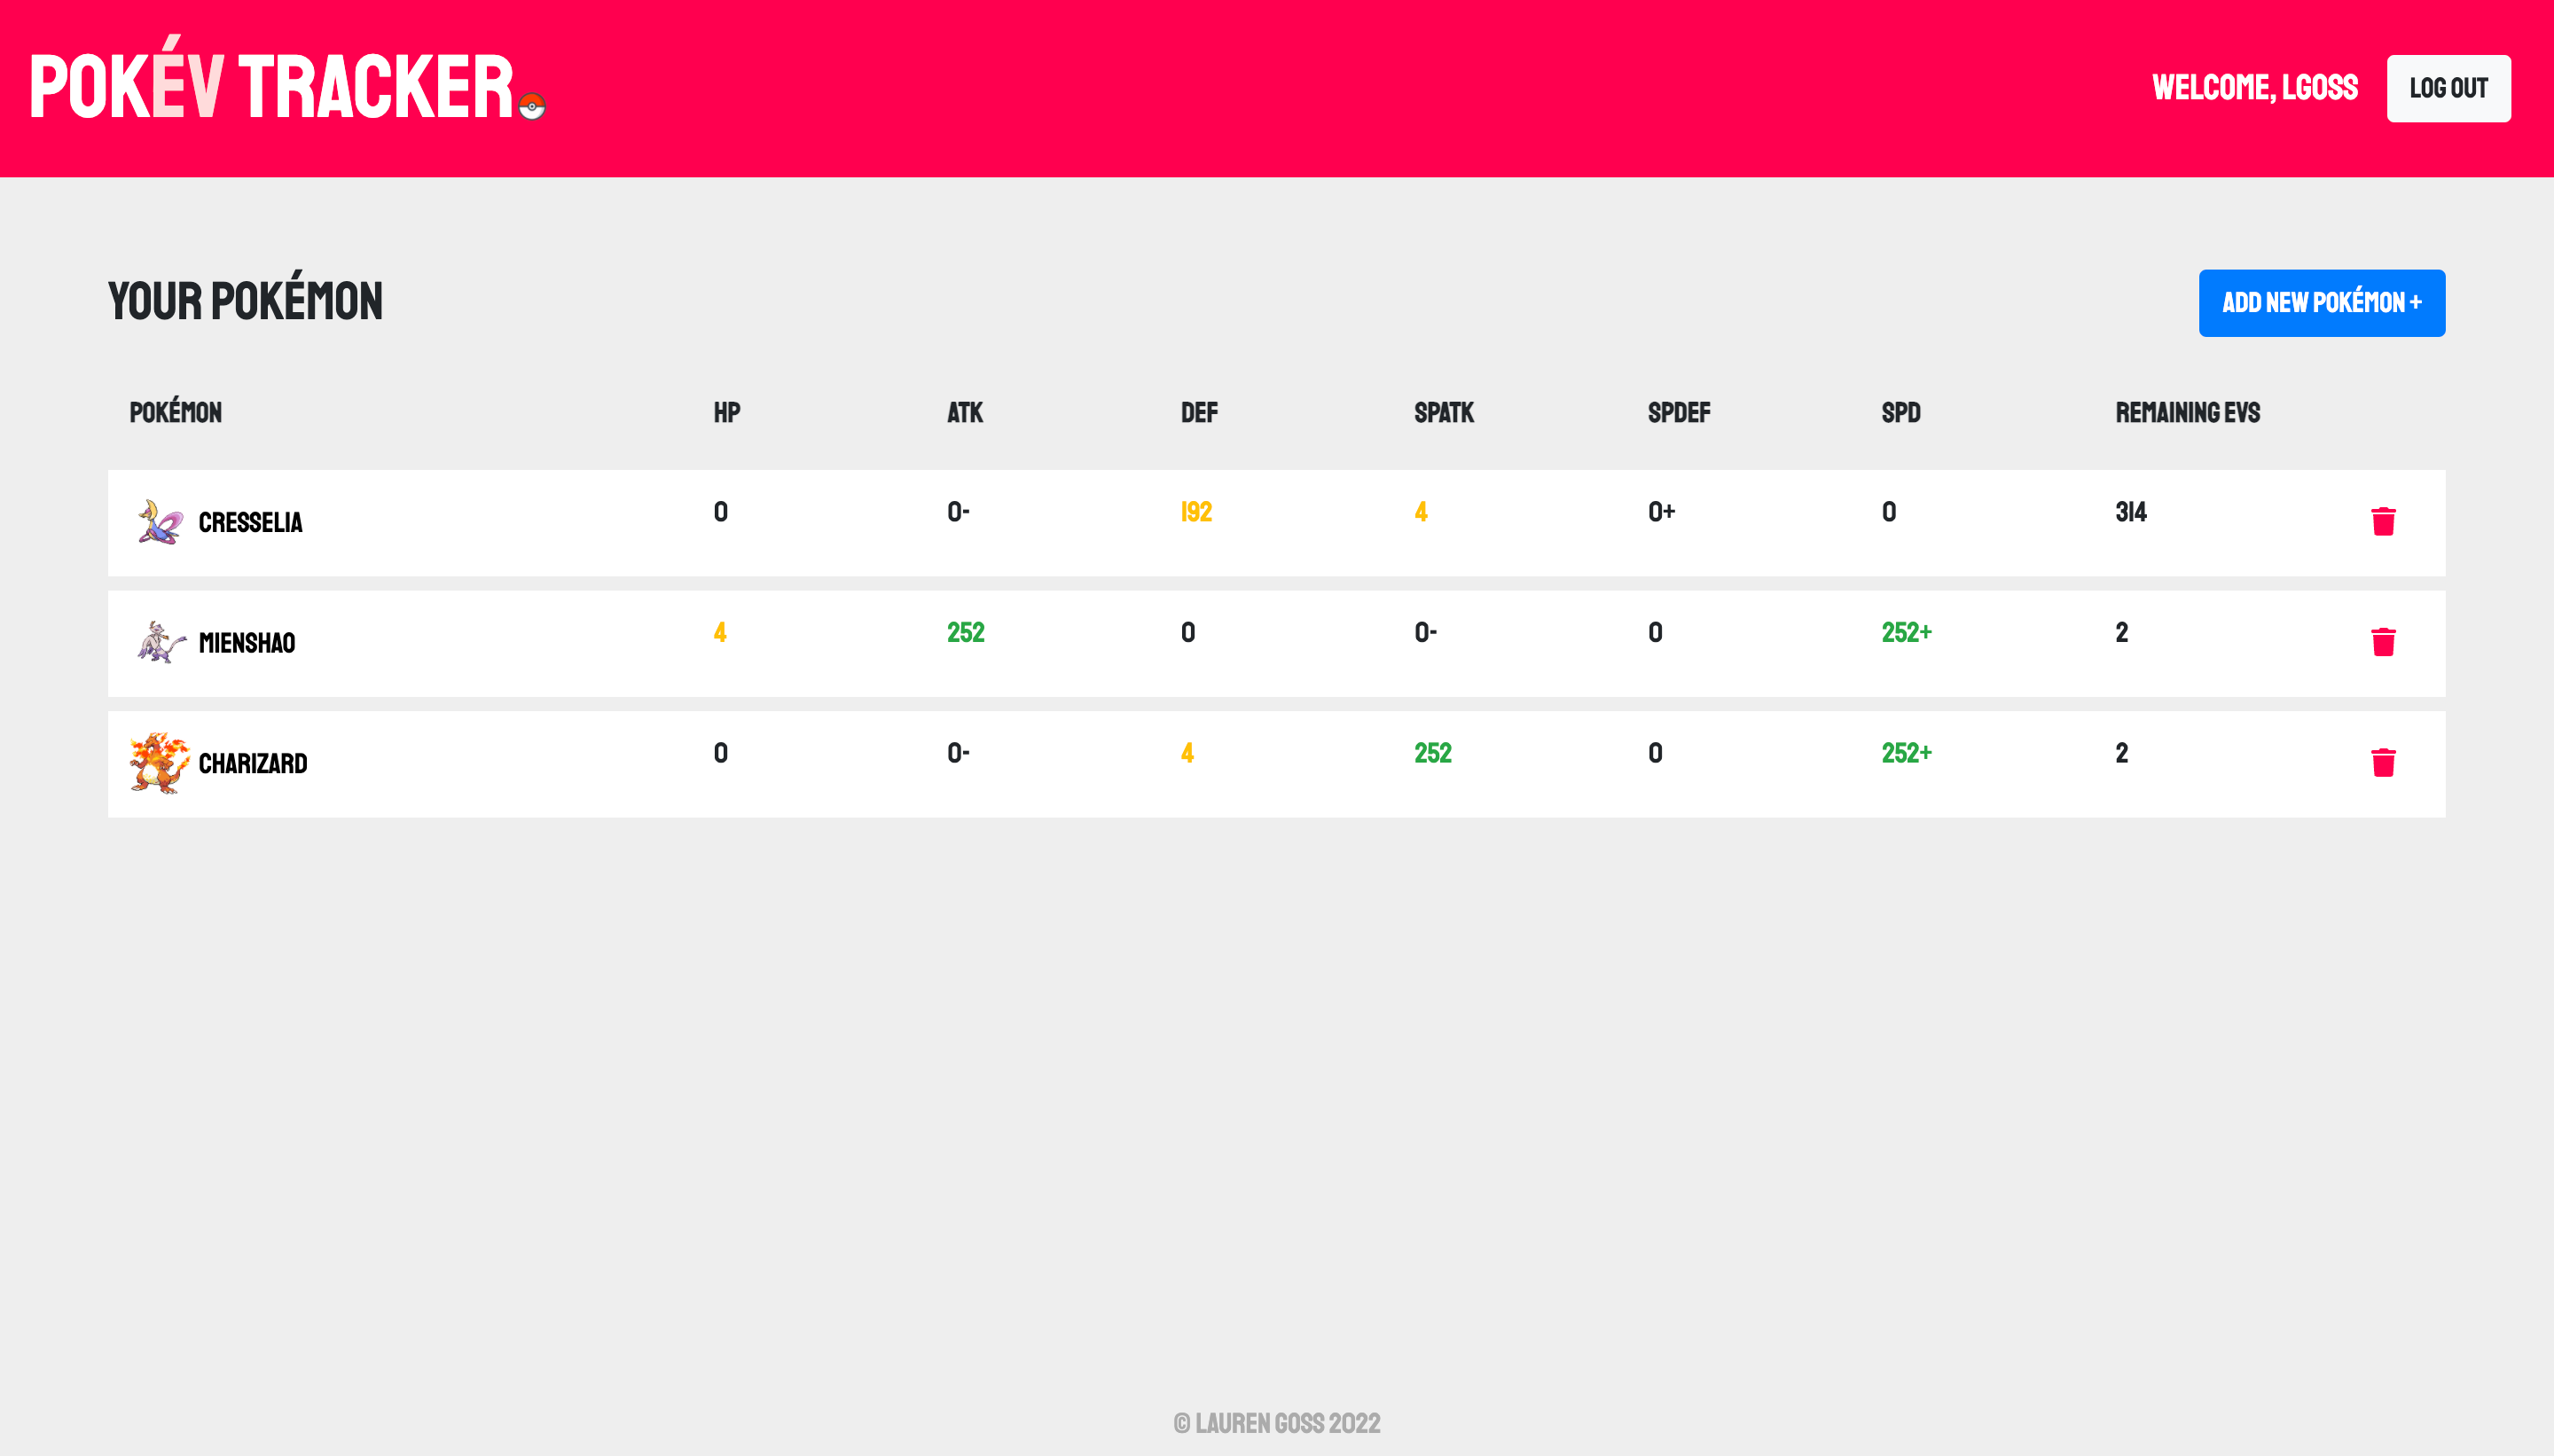 POKÉV TRACKER
WELCOME, LGOSS
LOG OUT
YOUR POKÉMON
ADD NEW POKÉMON +
POKÉMON HP ATK DEF SPATK SPDEF SPD REMAINING EVS
CRESSELIA 0 0- 192 4 0+ 0 314
MIENSHAO 4 252 0 0- 0 252+ 2
CHARIZARD 0 0- 4 252 0 252+ 2
© LAUREN GOSS 2022